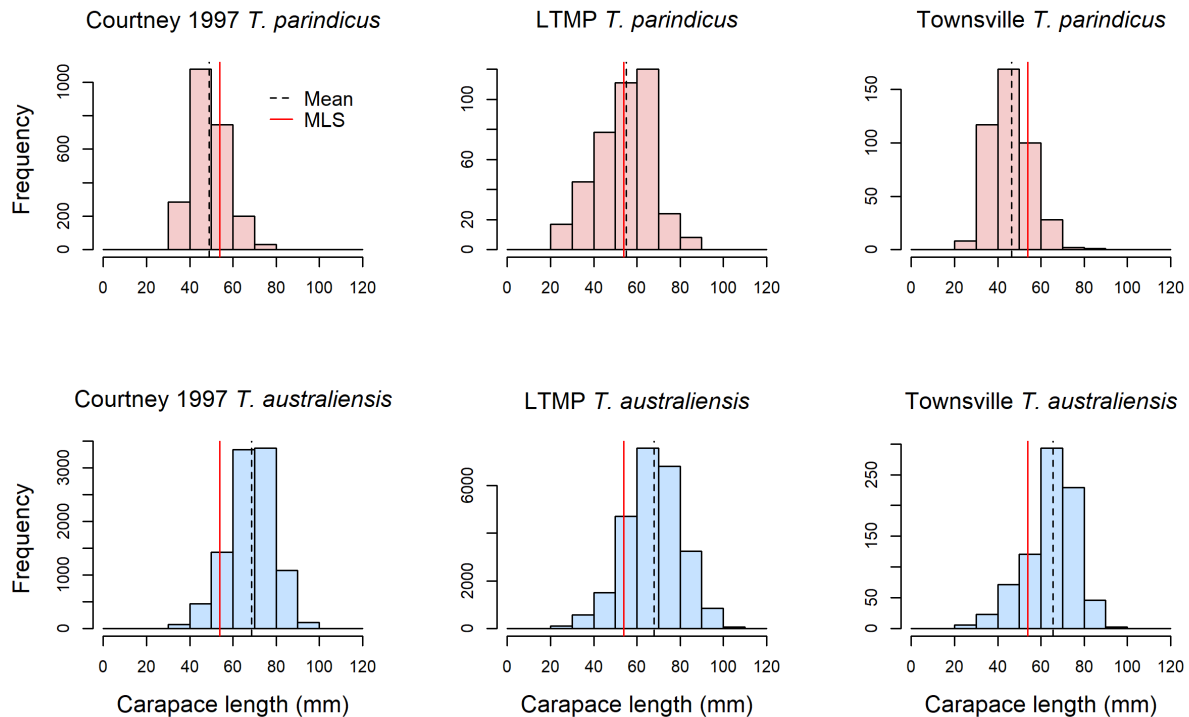 Courtney 1997 T. parindicus
LTMP T. parindicus
Townsville T. parindicus
Frequency
0 200 600 1000
Mean
MLS
0 20 40 60 80 100 120
0 20 60 100
0 20 40 60 80 100 120
0 50 100 150
0 20 40 60 80 100 120
Courtney 1997 T. australiensis
LTMP T. australiensis
Townsville T. australiensis
Frequency
0 1000 2000 3000
0 20 40 60 80 100 120
Carapace length (mm)
0 2000 6000
0 20 40 60 80 100 120
Carapace length (mm)
0 50 150 250
0 20 40 60 80 100 120
Carapace length (mm)